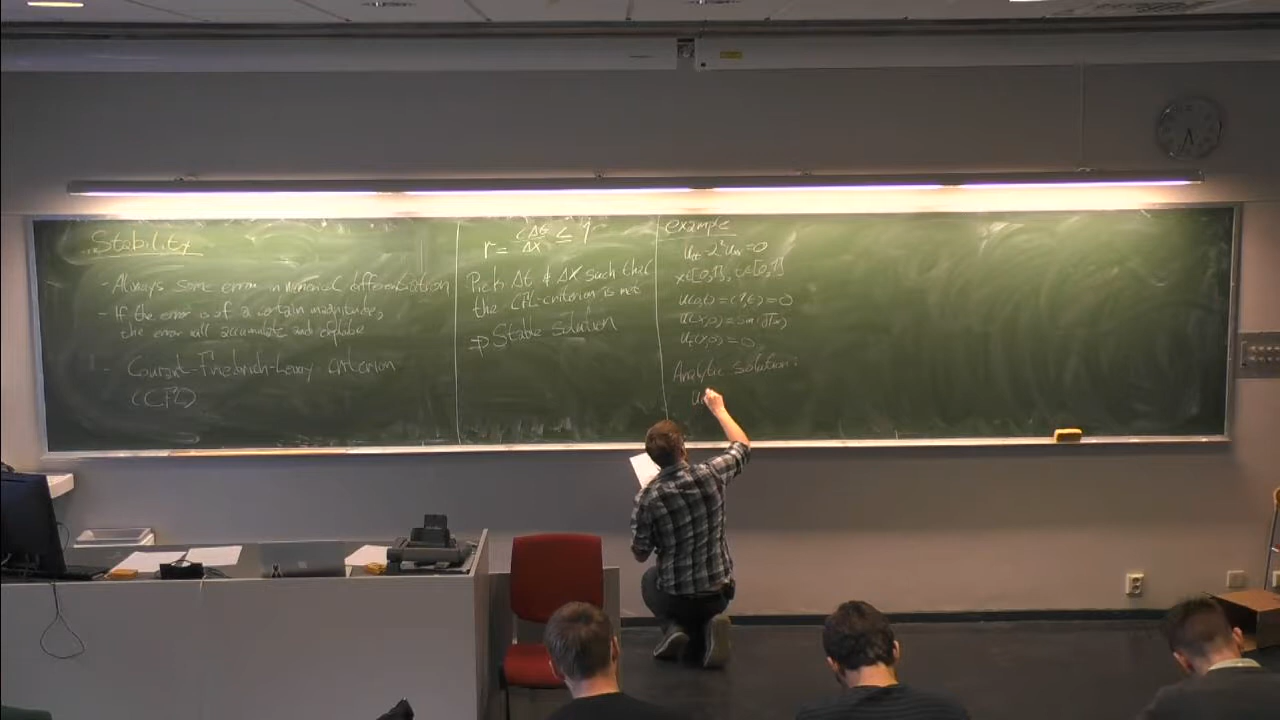 Stability
- Always some error in numerical differentiation
- If the error is of a certain magnitude,
the error will accumulate and explode
- Courant-Friedrich-Lewy criterion
(CFL)
r = cΔt/Δx ≤ 1
Pick Δt & Δx such that
the CFL-criterion is met
⇒ Stable solution
example
u_tt - 2²u_xx = 0
x∈[0,1], t∈[0,1]
u(0,t) = (1,t) = 0
u(x,0) = sin(πx)
u_t(x,0) = 0
Analytic solution:
u(